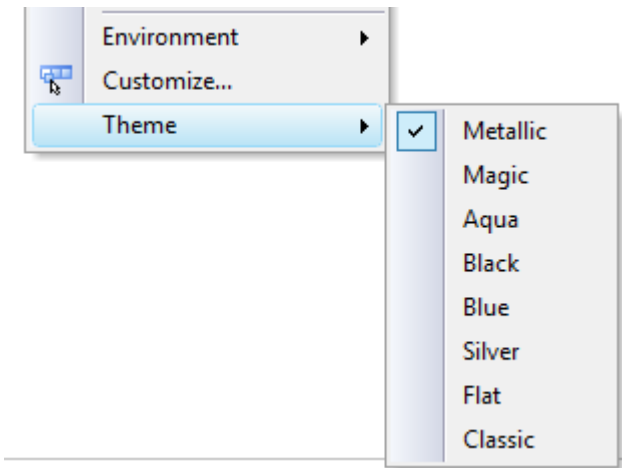 Environment
Customize...
Theme
Metallic
Magic
Aqua
Black
Blue
Silver
Flat
Classic